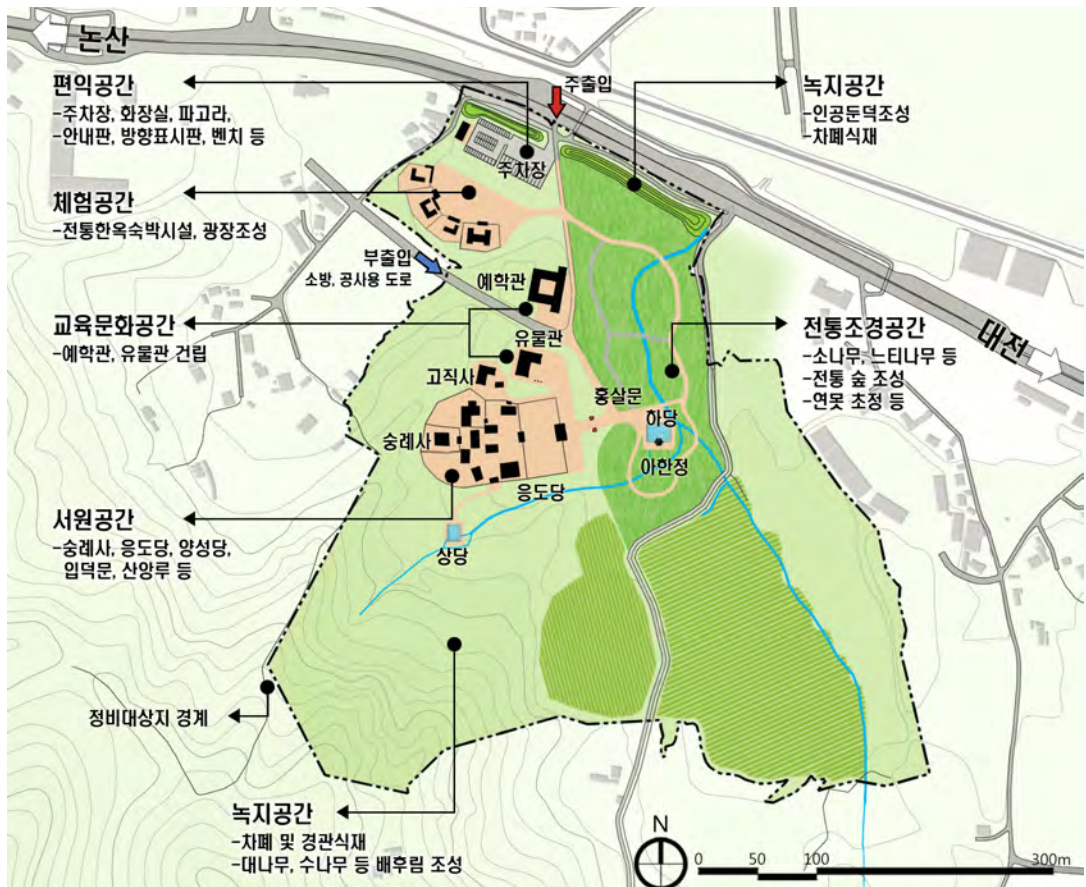 논산
편익공간
-주차장, 화장실, 파고라,
-안내판, 방향표시판, 벤치 등
주출입
녹지공간
-인공둔덕조성
-차폐식재
주차장
체험공간
-전통한옥숙박시설, 광장조성
부출입
소방, 공사용 도로
예학관
교육문화공간
-예학관, 유물관 건립
유물관
고직사
전통조경공간
-소나무, 느티나무 등
-전통 숲 조성
-연못 초정 등
대전
홍살문
하당
숭례사
아한정
응도당
서원공간
-숭례사, 응도당, 양성당,
입덕문, 산앙루 등
상당
정비대상지 경계
녹지공간
-차폐 및 경관식재
-대나무, 수나무 등 배후림 조성
N
0 50 100 300m